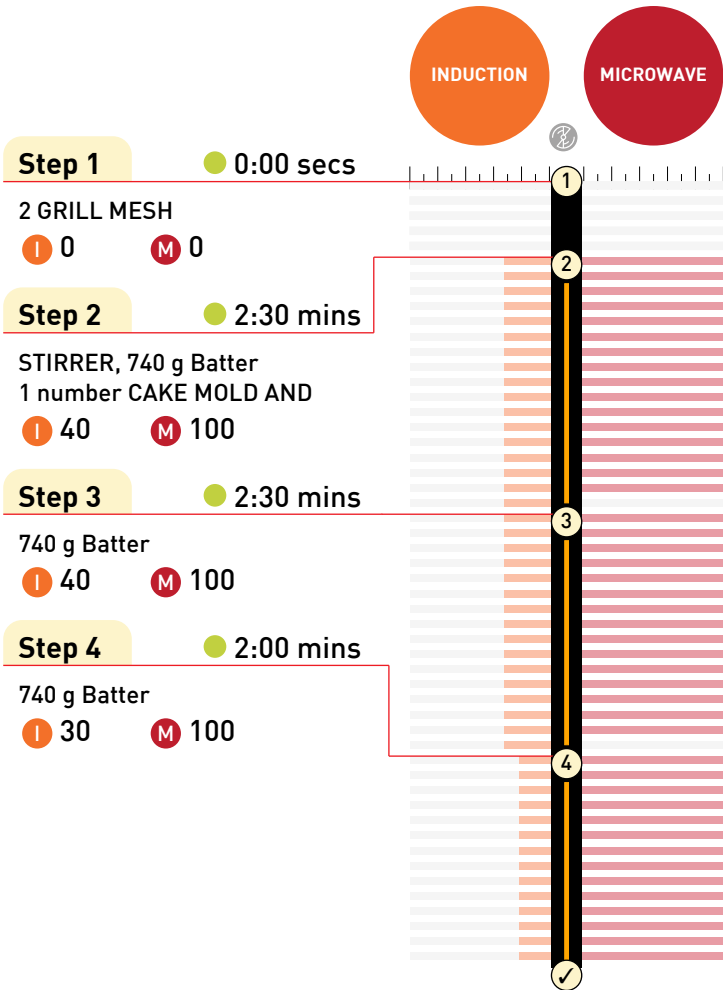 INDUCTION
MICROWAVE
Step 1
0:00 secs
1
2 GRILL MESH
I 0
M 0
2
Step 2
2:30 mins
STIRRER, 740 g Batter
1 number CAKE MOLD AND
I 40
M 100
Step 3
2:30 mins
3
740 g Batter
I 40
M 100
Step 4
2:00 mins
740 g Batter
I 30
M 100
4
✓